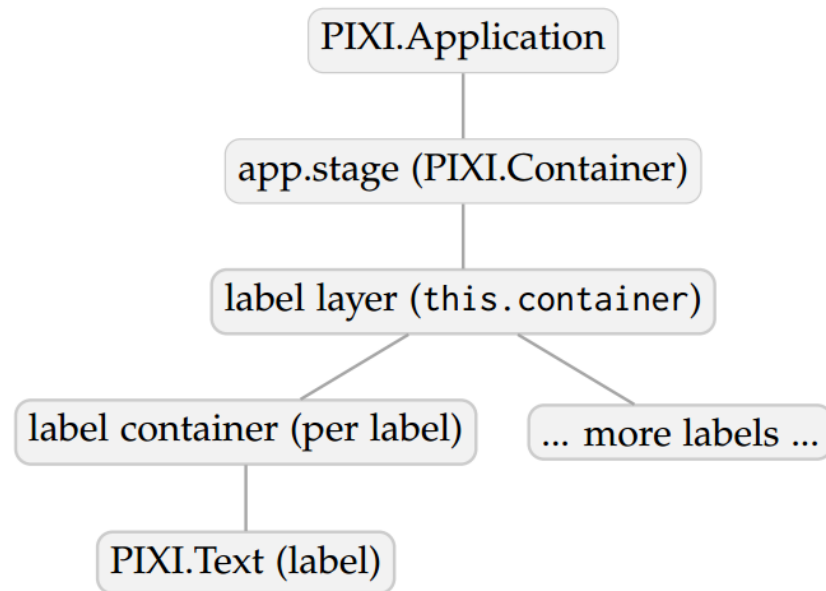 PIXI.Application
app.stage (PIXI.Container)
label layer (this.container)
label container (per label)
... more labels ...
PIXI.Text (label)